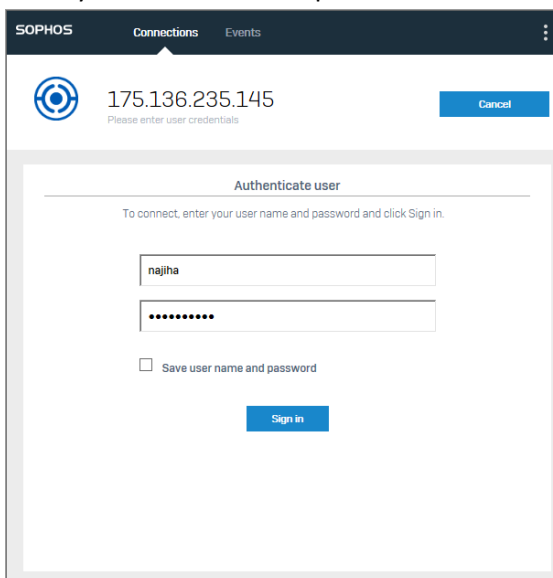 SOPHOS Connections Events
175.136.235.145
Please enter user credentials
Cancel
Authenticate user
To connect, enter your user name and password and click Sign in.
najiha
••••••••••
Save user name and password
Sign in